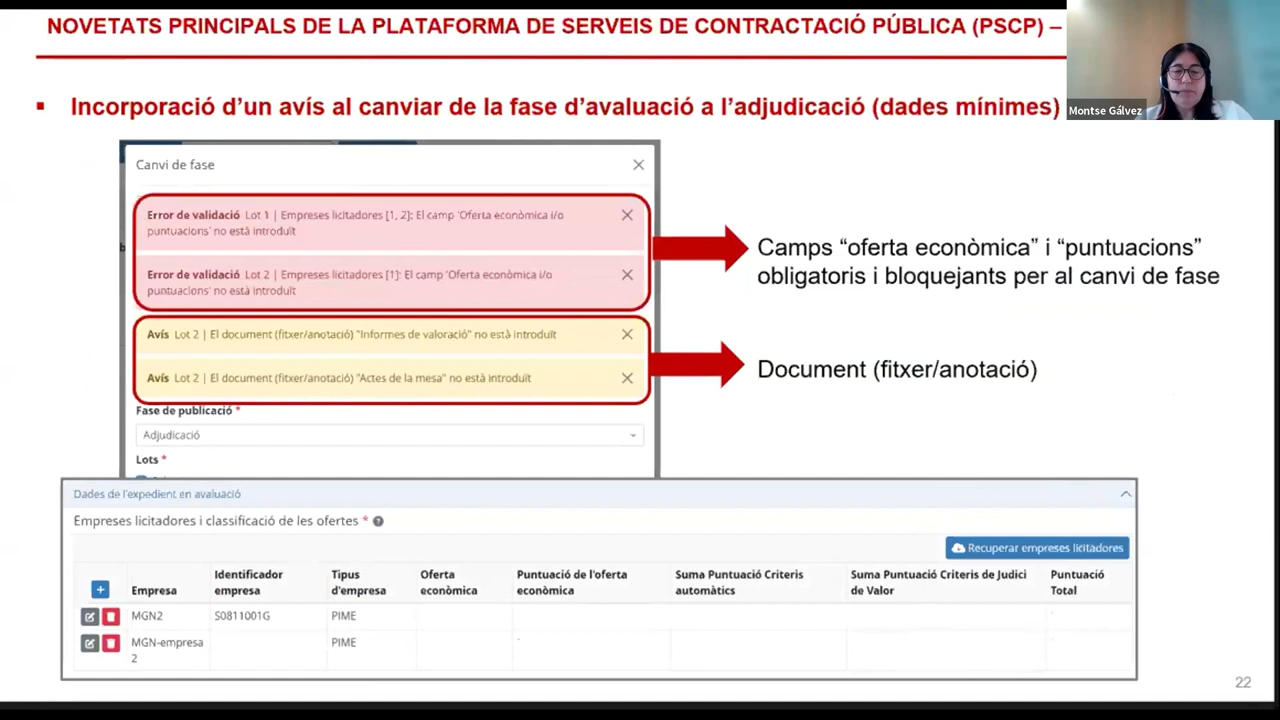 NOVETATS PRINCIPALS DE LA PLATAFORMA DE SERVEIS DE CONTRACTACIÓ PÚBLICA (PSCP) –
Montse Gálvez
▪ Incorporació d’un avís al canviar de la fase d’avaluació a l’adjudicació (dades mínimes)
Canvi de fase
Error de validació Lot 1 | Empreses licitadores [1, 2]: El camp 'Oferta econòmica i/o
puntuacions' no està introduït
Error de validació Lot 2 | Empreses licitadores [1]: El camp 'Oferta econòmica i/o
puntuacions' no està introduït
Avís Lot 2 | El document (fitxer/anotació) "Informes de valoració" no està introduït
Avís Lot 2 | El document (fitxer/anotació) "Actes de la mesa" no està introduït
Fase de publicació *
Adjudicació
Lots *
Camps “oferta econòmica” i “puntuacions”
obligatoris i bloquejants per al canvi de fase
Document (fitxer/anotació)
Dades de l'expedient en avaluació
Empreses licitadores i classificació de les ofertes * ?
Recuperar empreses licitadores
Empresa
Identificador
empresa
Tipus
d'empresa
Oferta
econòmica
Puntuació de l'oferta
econòmica
Suma Puntuació Criteris
automàtics
Suma Puntuació Criteris de Judici
de Valor
Puntuació
Total
MGN2 S0811001G PIME -
MGN-empresa PIME - -
2
22